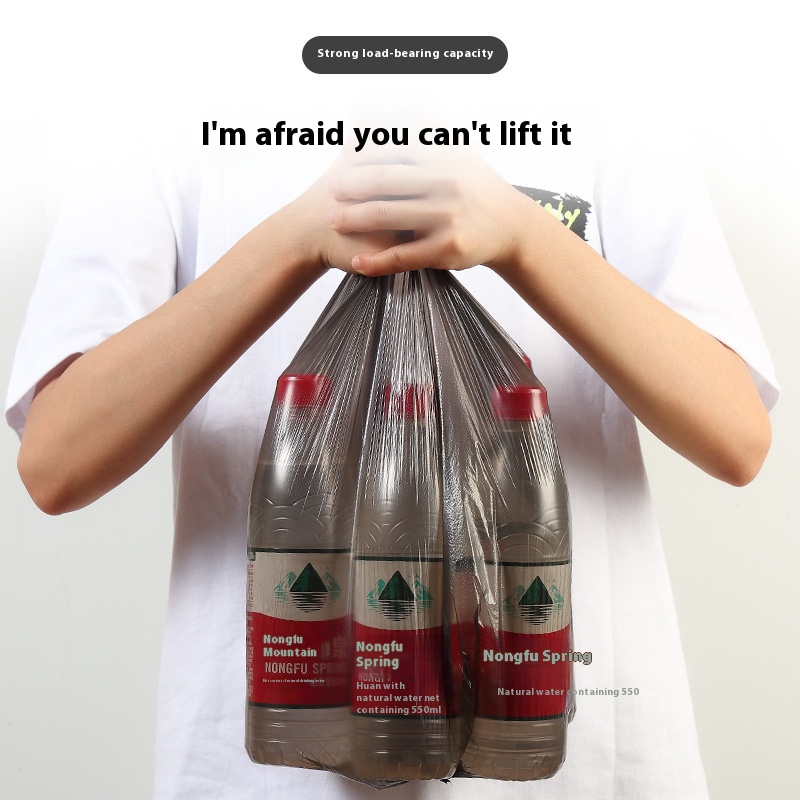 Strong load-bearing capacity
I'm afraid you can't lift it
Nongfu
Mountain
NONGFU SPRI
Nongfu
Spring
Huan with
natural water net
containing 550ml
Nongfu Spring
Natural water containing 550